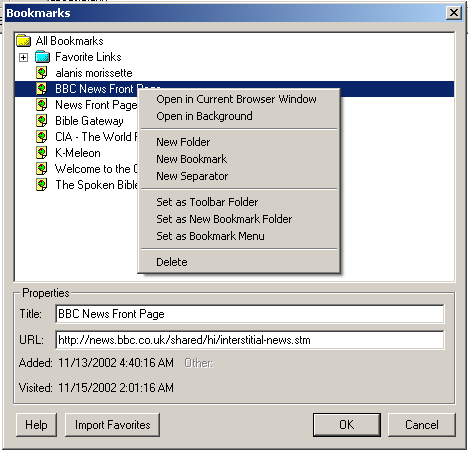 Bookmarks
All Bookmarks
Favorite Links
alanis morissette
BBC News Front Page
News Front Page
Bible Gateway
CIA - The World
K-Meleon
Welcome to the
The Spoken Bible
Open in Current Browser Window
Open in Background
New Folder
New Bookmark
New Separator
Set as Toolbar Folder
Set as New Bookmark Folder
Set as Bookmark Menu
Delete
Properties
Title: BBC News Front Page
URL: http://news.bbc.co.uk/shared/hi/interstitial-news.stm
Added: 11/13/2002 4:40:16 AM Other:
Visited: 11/15/2002 2:01:16 AM
Help Import Favorites OK Cancel